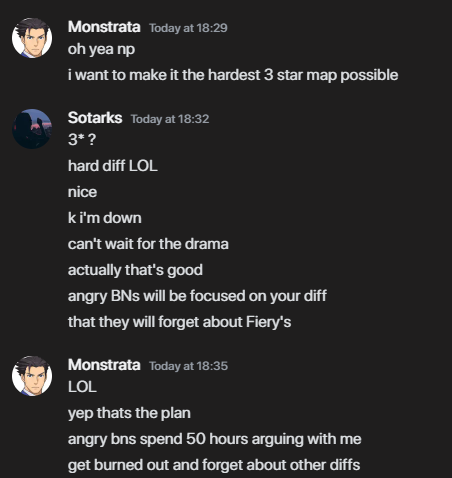 Monstrata Today at 18:29
oh yea np
i want to make it the hardest 3 star map possible
Sotarks Today at 18:32
3* ?
hard diff LOL
nice
k i'm down
can't wait for the drama
actually that's good
angry BNs will be focused on your diff
that they will forget about Fiery's
Monstrata Today at 18:35
LOL
yep thats the plan
angry bns spend 50 hours arguing with me
get burned out and forget about other diffs